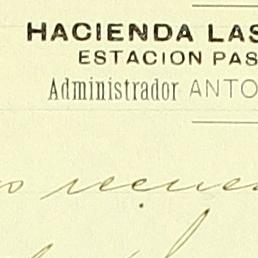 HACIENDA LAS
ESTACION PAS
Administrador ANTO